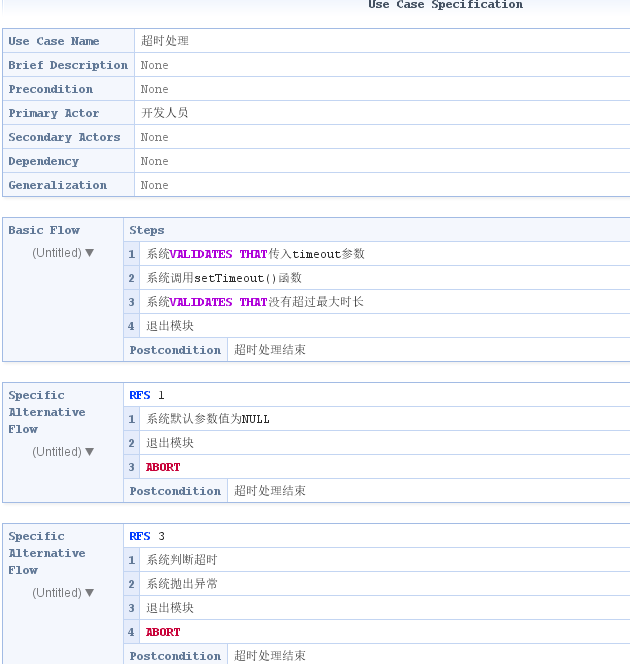 Use Case Specification
Use Case Name 超时处理
Brief Description None
Precondition None
Primary Actor 开发人员
Secondary Actors None
Dependency None
Generalization None
Basic Flow Steps
(Untitled) ▼
1 系统VALIDATES THAT传入timeout参数
2 系统调用setTimeout()函数
3 系统VALIDATES THAT没有超过最大时长
4 退出模块
Postcondition 超时处理结束
Specific
Alternative
Flow
(Untitled) ▼
RFS 1
1 系统默认参数值为NULL
2 退出模块
3 ABORT
Postcondition 超时处理结束
Specific
Alternative
Flow
(Untitled) ▼
RFS 3
1 系统判断超时
2 系统抛出异常
3 退出模块
4 ABORT
Postcondition 超时处理结束